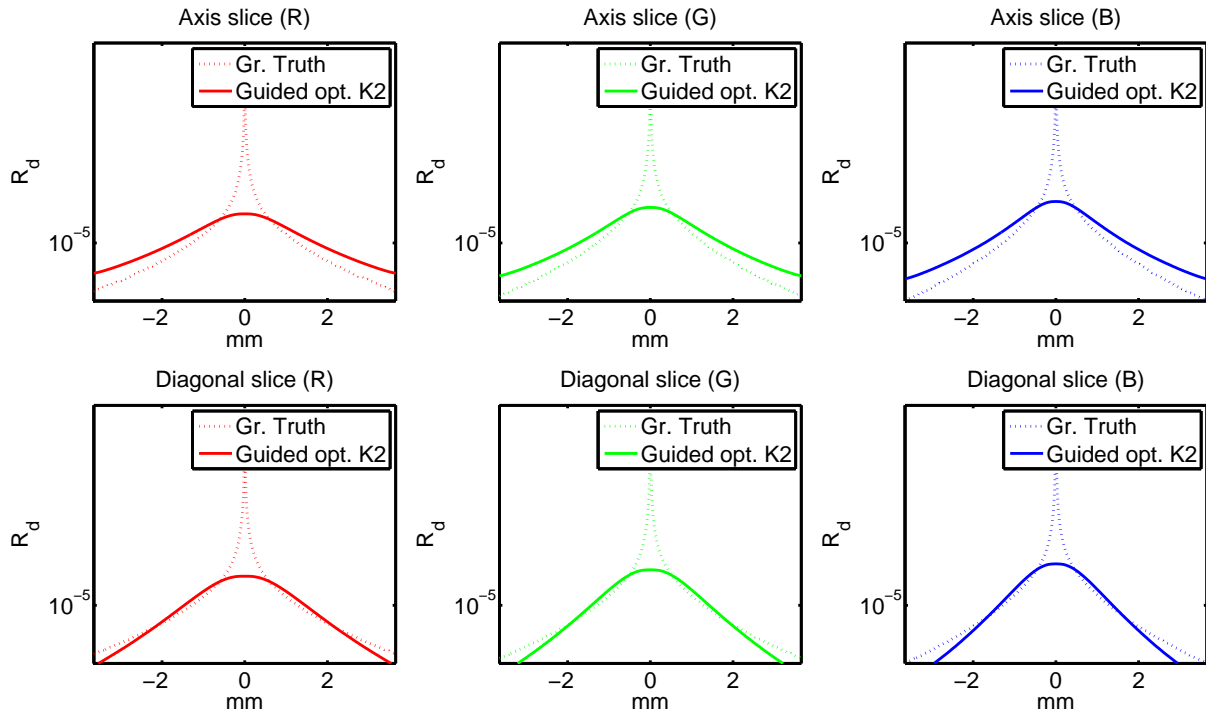 Axis slice (R)
Gr. Truth
Guided opt. K2
R_d
10^-5
−2 0 2
mm
Axis slice (G)
Gr. Truth
Guided opt. K2
R_d
10^-5
−2 0 2
mm
Axis slice (B)
Gr. Truth
Guided opt. K2
R_d
10^-5
−2 0 2
mm
Diagonal slice (R)
Gr. Truth
Guided opt. K2
R_d
10^-5
−2 0 2
mm
Diagonal slice (G)
Gr. Truth
Guided opt. K2
R_d
10^-5
−2 0 2
mm
Diagonal slice (B)
Gr. Truth
Guided opt. K2
R_d
10^-5
−2 0 2
mm